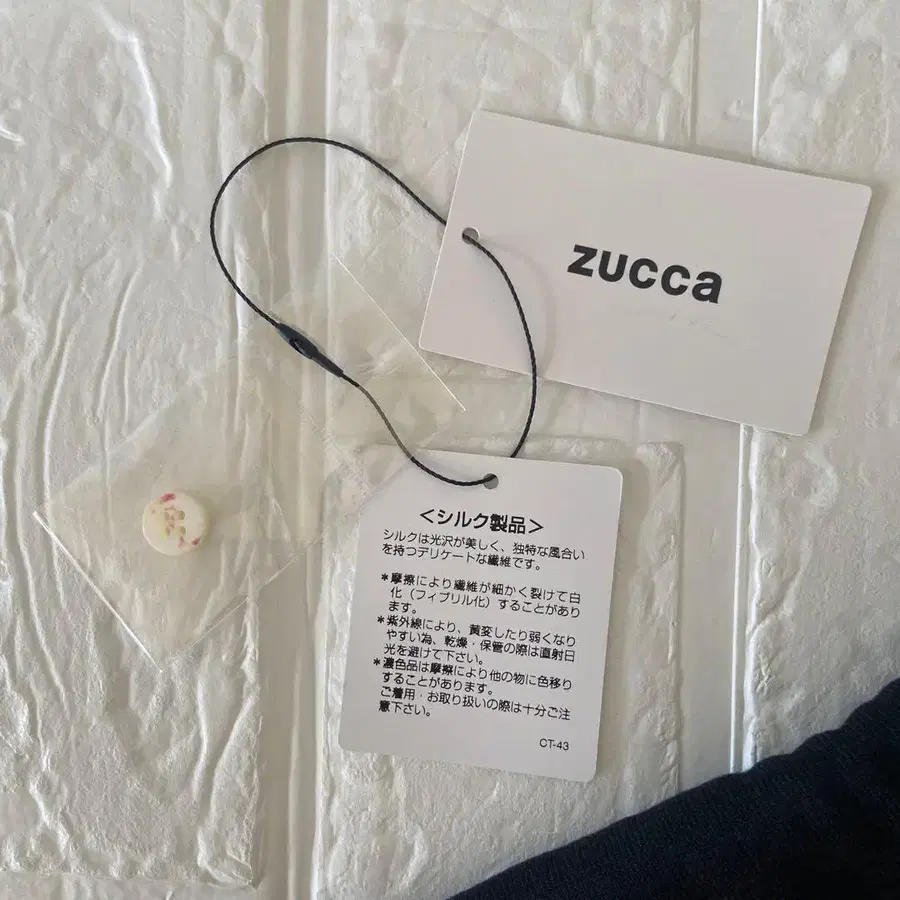 zucca
＜シルク製品＞
シルクは光沢が美しく、独特な風合い
を持つデリケートな繊維です。
＊摩擦により繊維が細かく裂けて白
化（フィブリル化）することがあり
ます。
＊紫外線により、黄変したり弱くなり
やすい為、乾燥・保管の際は直射日
光を避けて下さい。
＊濃色品は摩擦により他の物に色移り
することがあります。
ご着用・お取り扱いの際は十分ご注
意下さい。
CT-43